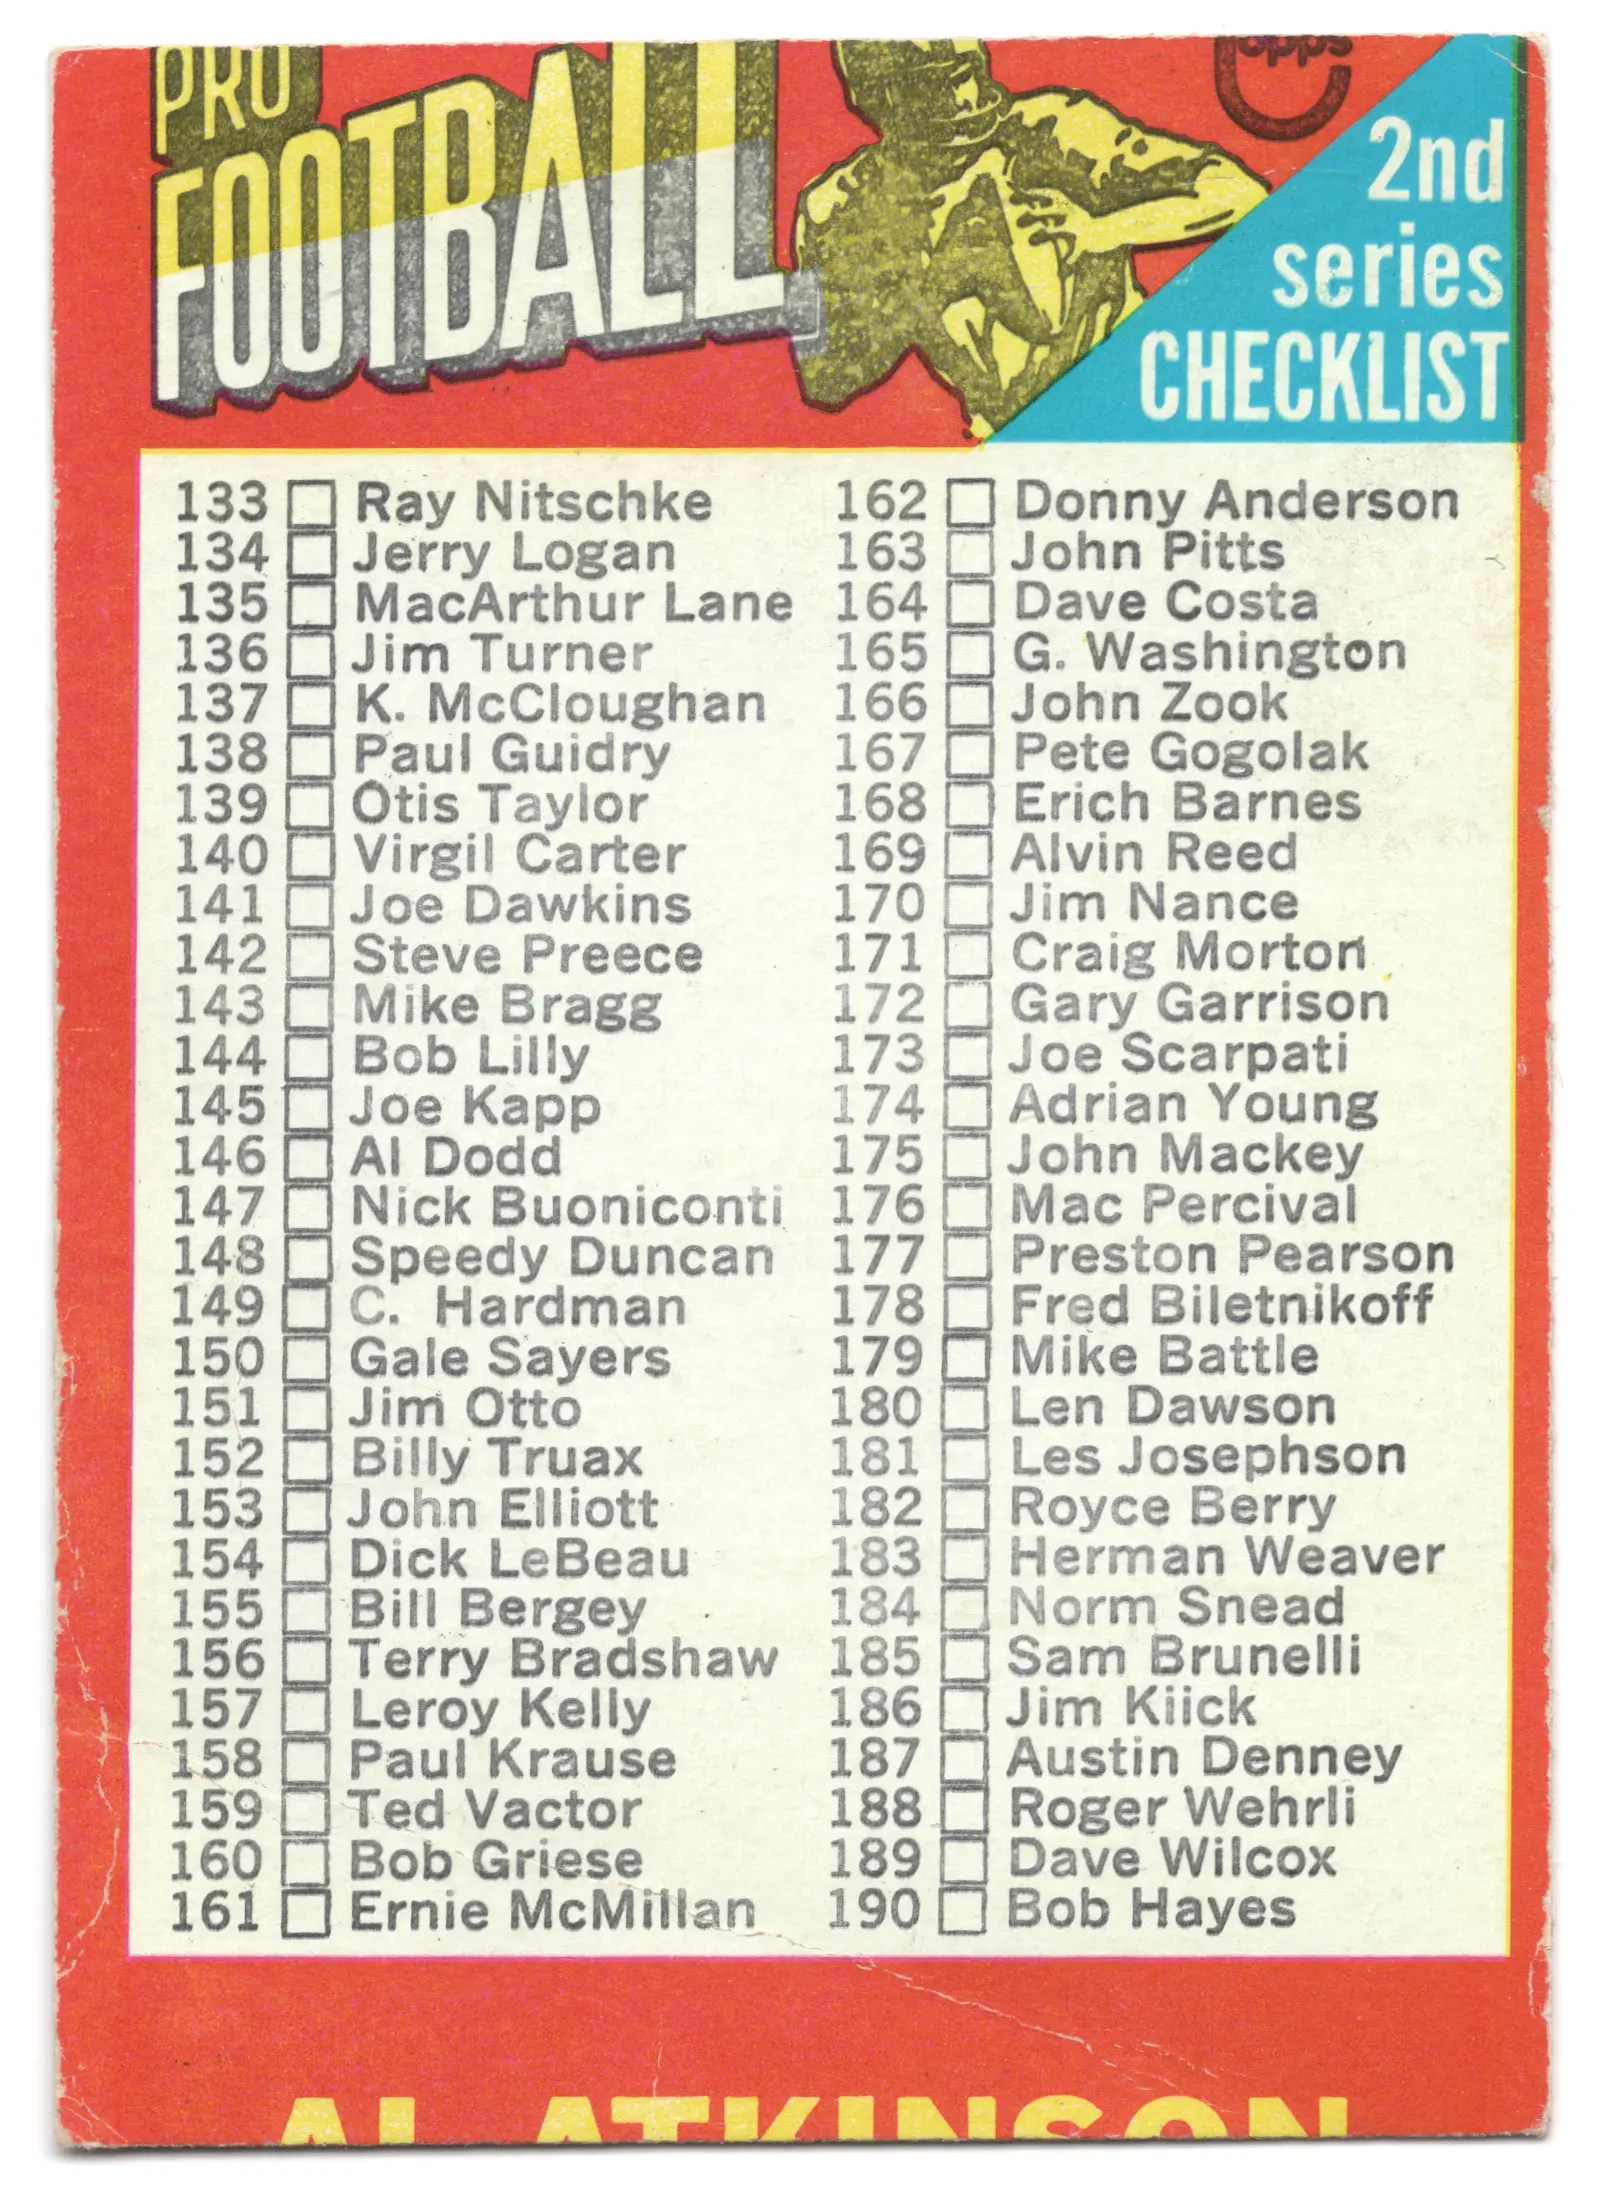 PRO
FOOTBALL
Topps
2nd
series
CHECKLIST
133 Ray Nitschke
134 Jerry Logan
135 MacArthur Lane
136 Jim Turner
137 K. McCloughan
138 Paul Guidry
139 Otis Taylor
140 Virgil Carter
141 Joe Dawkins
142 Steve Preece
143 Mike Bragg
144 Bob Lilly
145 Joe Kapp
146 Al Dodd
147 Nick Buoniconti
148 Speedy Duncan
149 C. Hardman
150 Gale Sayers
151 Jim Otto
152 Billy Truax
153 John Elliott
154 Dick LeBeau
155 Bill Bergey
156 Terry Bradshaw
157 Leroy Kelly
158 Paul Krause
159 Ted Vactor
160 Bob Griese
161 Ernie McMillan
162 Donny Anderson
163 John Pitts
164 Dave Costa
165 G. Washington
166 John Zook
167 Pete Gogolak
168 Erich Barnes
169 Alvin Reed
170 Jim Nance
171 Craig Morton
172 Gary Garrison
173 Joe Scarpati
174 Adrian Young
175 John Mackey
176 Mac Percival
177 Preston Pearson
178 Fred Biletnikoff
179 Mike Battle
180 Len Dawson
181 Les Josephson
182 Royce Berry
183 Herman Weaver
184 Norm Snead
185 Sam Brunelli
186 Jim Kiick
187 Austin Denney
188 Roger Wehrli
189 Dave Wilcox
190 Bob Hayes
AL ATKINSON